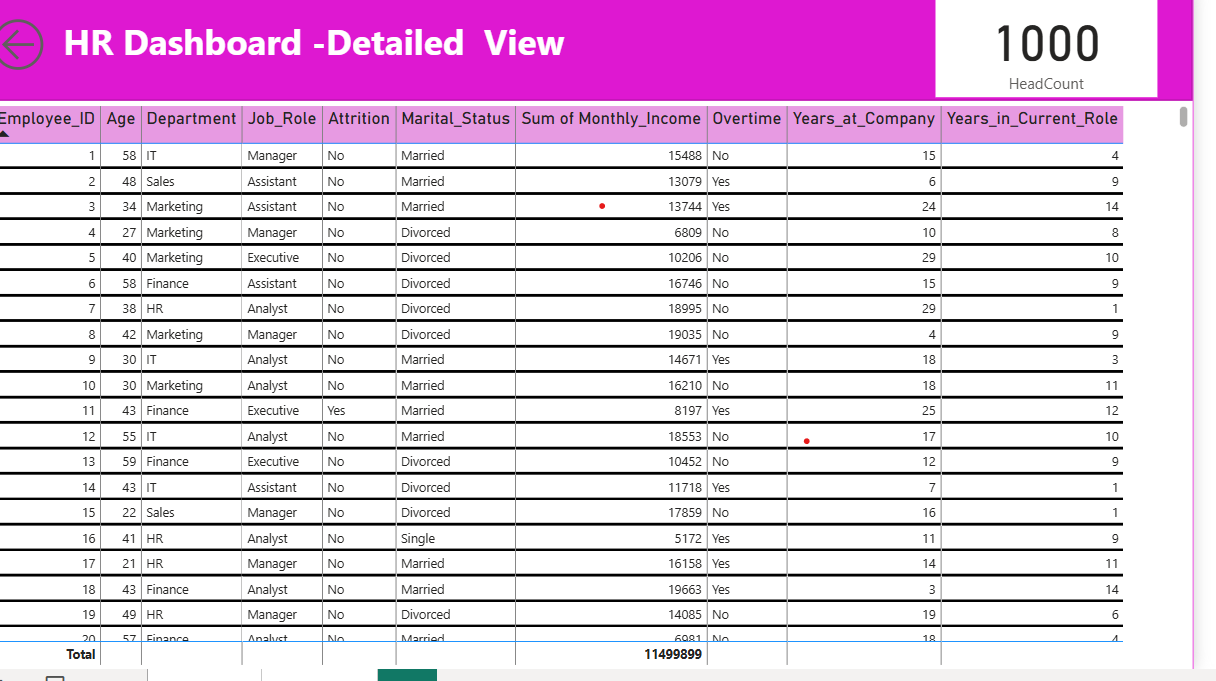 HR Dashboard -Detailed View
1000
HeadCount
Employee_ID Age Department Job_Role Attrition Marital_Status Sum of Monthly_Income Overtime Years_at_Company Years_in_Current_Role
1 58 IT Manager No Married 15488 No 15 4
2 48 Sales Assistant No Married 13079 Yes 6 9
3 34 Marketing Assistant No Married 13744 Yes 24 14
4 27 Marketing Manager No Divorced 6809 No 10 8
5 40 Marketing Executive No Divorced 10206 No 29 10
6 58 Finance Assistant No Divorced 16746 No 15 9
7 38 HR Analyst No Divorced 18995 No 29 1
8 42 Marketing Manager No Divorced 19035 No 4 9
9 30 IT Analyst No Married 14671 Yes 18 3
10 30 Marketing Analyst No Married 16210 No 18 11
11 43 Finance Executive Yes Married 8197 Yes 25 12
12 55 IT Analyst No Married 18553 No 17 10
13 59 Finance Executive No Divorced 10452 No 12 9
14 43 IT Assistant No Divorced 11718 Yes 7 1
15 22 Sales Manager No Divorced 17859 No 16 1
16 41 HR Analyst No Single 5172 Yes 11 9
17 21 HR Manager No Married 16158 Yes 14 11
18 43 Finance Analyst No Married 19663 Yes 3 14
19 49 HR Manager No Divorced 14085 No 19 6
20 57 Finance Analyst No Married 6981 No 18 4
Total 11499899